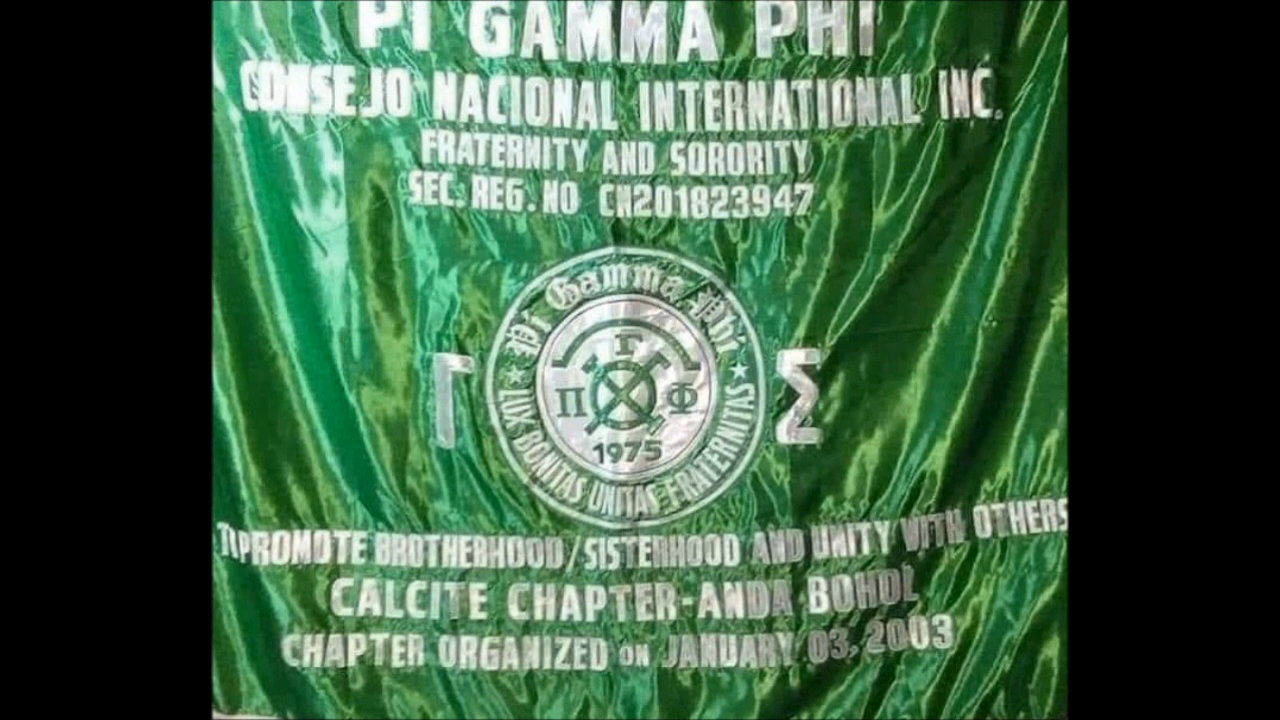 PI GAMMA PHI
CONSEJO NACIONAL INTERNATIONAL INC.
FRATERNITY AND SORORITY
SEC. REG. NO CN201823947
Pi Gamma Phi
Γ
Γ
Σ
Π
Φ
1975
LUX BONITAS UNITAS FRATERNITAS
PROMOTE BROTHERHOOD/SISTERHOOD AND UNITY WITH OTHERS
CALCITE CHAPTER-ANDA BOHOL
CHAPTER ORGANIZED ON JANUARY 03, 2003